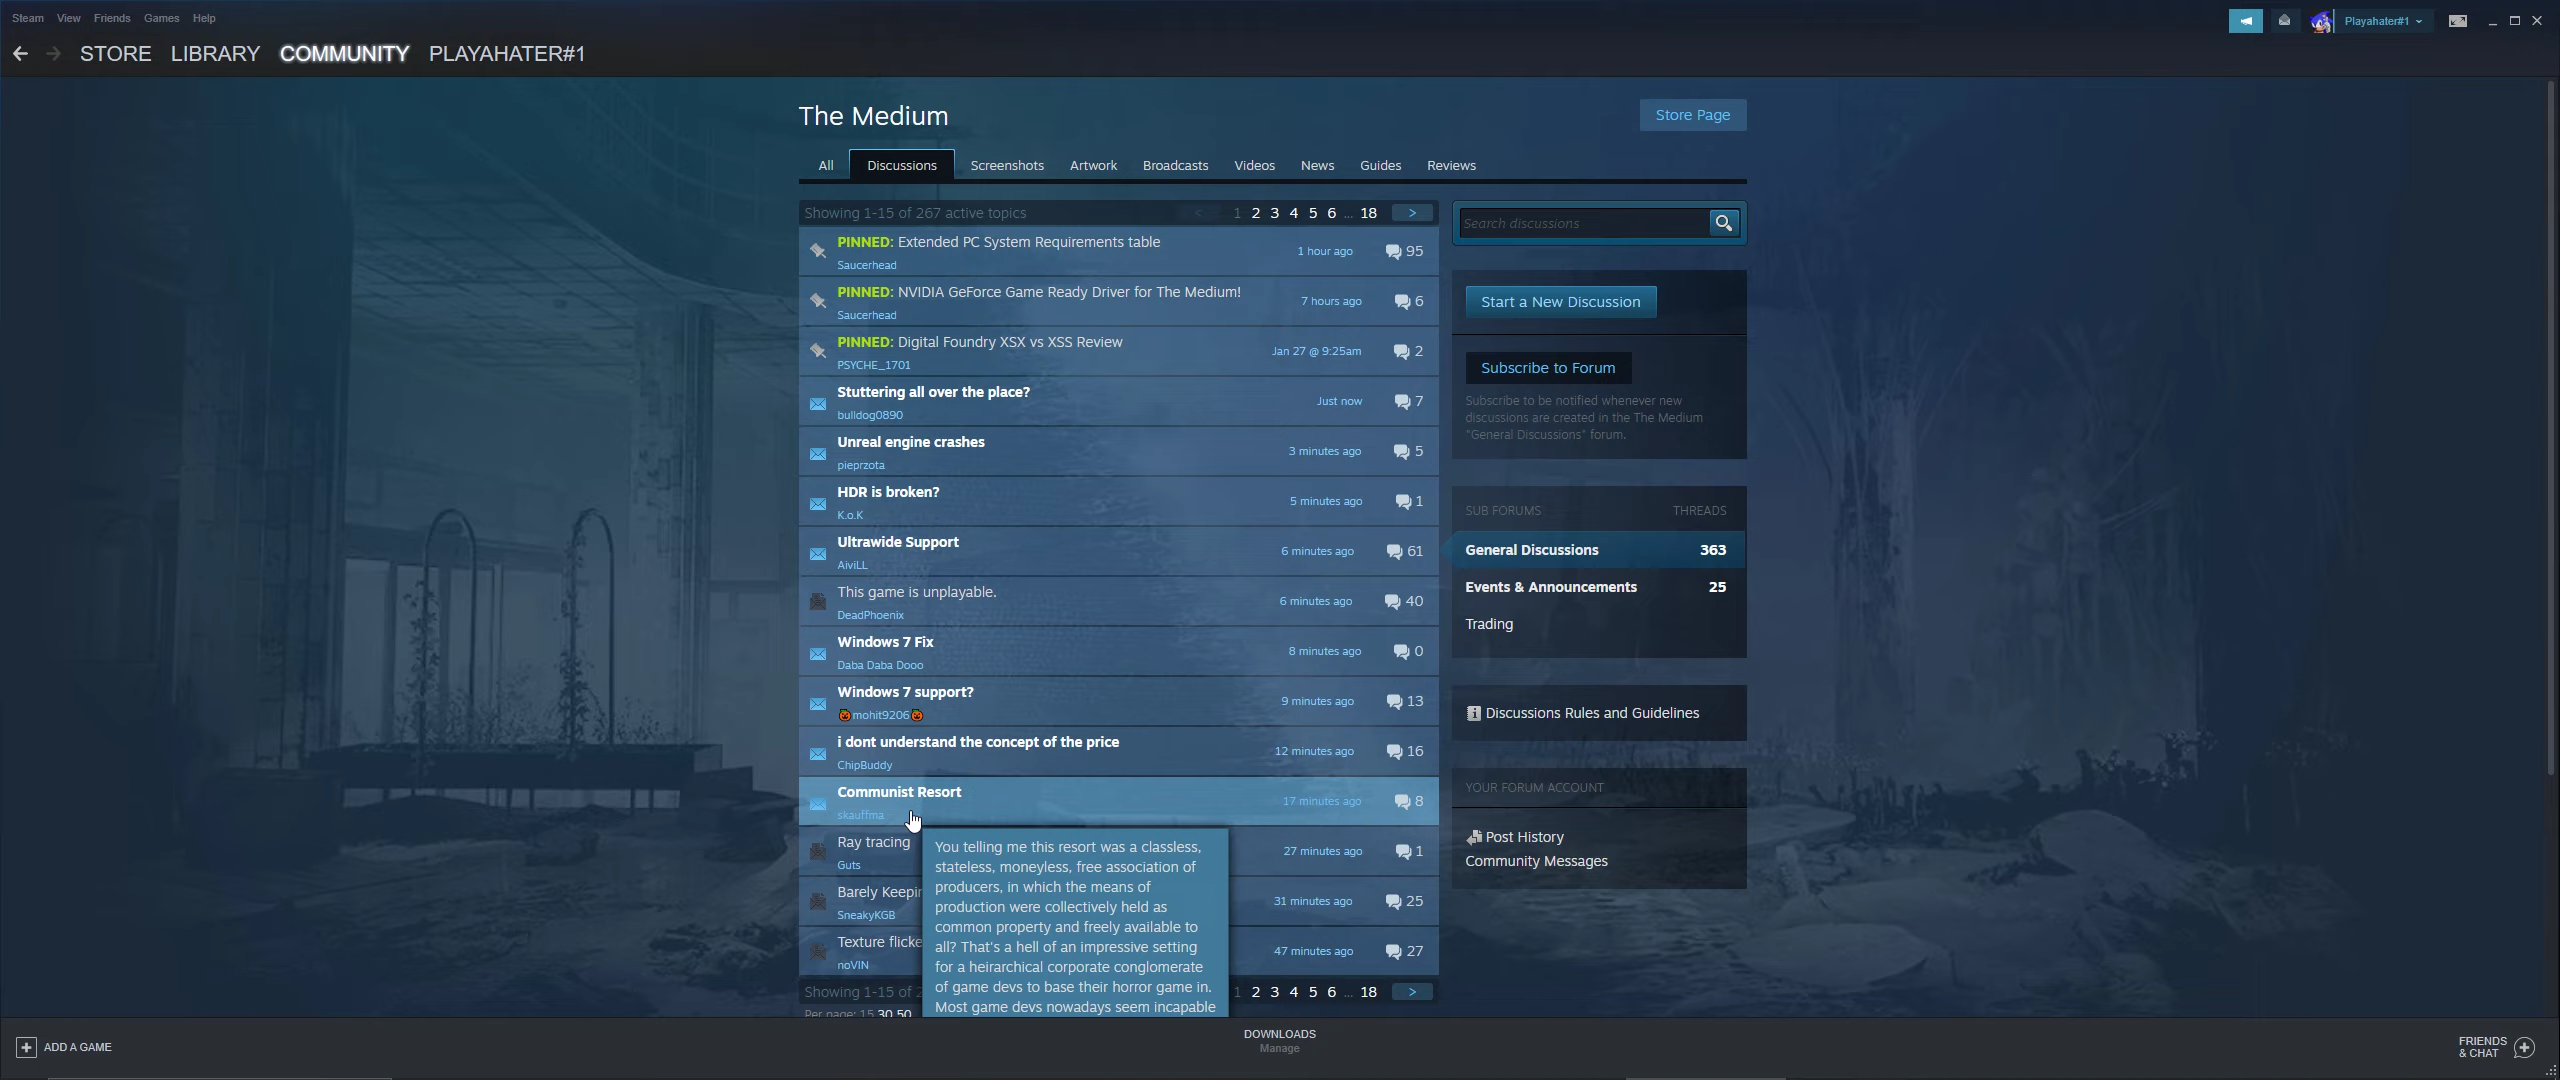 Steam View Friends Games Help
Playahater#1
STORE LIBRARY COMMUNITY PLAYAHATER#1
The Medium
Store Page
All Discussions Screenshots Artwork Broadcasts Videos News Guides Reviews
Showing 1-15 of 267 active topics < 1 2 3 4 5 6 ... 18 >
PINNED: Extended PC System Requirements table
Saucerhead
1 hour ago 95
PINNED: NVIDIA GeForce Game Ready Driver for The Medium!
Saucerhead
7 hours ago 6
PINNED: Digital Foundry XSX vs XSS Review
PSYCHE_1701
Jan 27 @ 9:25am 2
Stuttering all over the place?
bulldog0890
Just now 7
Unreal engine crashes
pieprzota
3 minutes ago 5
HDR is broken?
K.o.K
5 minutes ago 1
Ultrawide Support
AiviLL
6 minutes ago 61
This game is unplayable.
DeadPhoenix
6 minutes ago 40
Windows 7 Fix
Daba Daba Dooo
8 minutes ago 0
Windows 7 support?
mohit9206
9 minutes ago 13
i dont understand the concept of the price
ChipBuddy
12 minutes ago 16
Communist Resort
skauffma
17 minutes ago 8
Ray tracing
Guts
27 minutes ago 1
Barely Keepin
SneakyKGB
31 minutes ago 25
Texture flicke
noVIN
47 minutes ago 27
You telling me this resort was a classless,
stateless, moneyless, free association of
producers, in which the means of
production were collectively held as
common property and freely available to
all? That's a hell of an impressive setting
for a heirarchical corporate conglomerate
of game devs to base their horror game in.
Most game devs nowadays seem incapable
Showing 1-15 of 2 1 2 3 4 5 6 ... 18 >
Per page: 15 30 50
Search discussions
Start a New Discussion
Subscribe to Forum
Subscribe to be notified whenever new
discussions are created in the The Medium
"General Discussions" forum.
SUB FORUMS THREADS
General Discussions 363
Events & Announcements 25
Trading
Discussions Rules and Guidelines
YOUR FORUM ACCOUNT
Post History
Community Messages
ADD A GAME
DOWNLOADS
Manage
FRIENDS
& CHAT